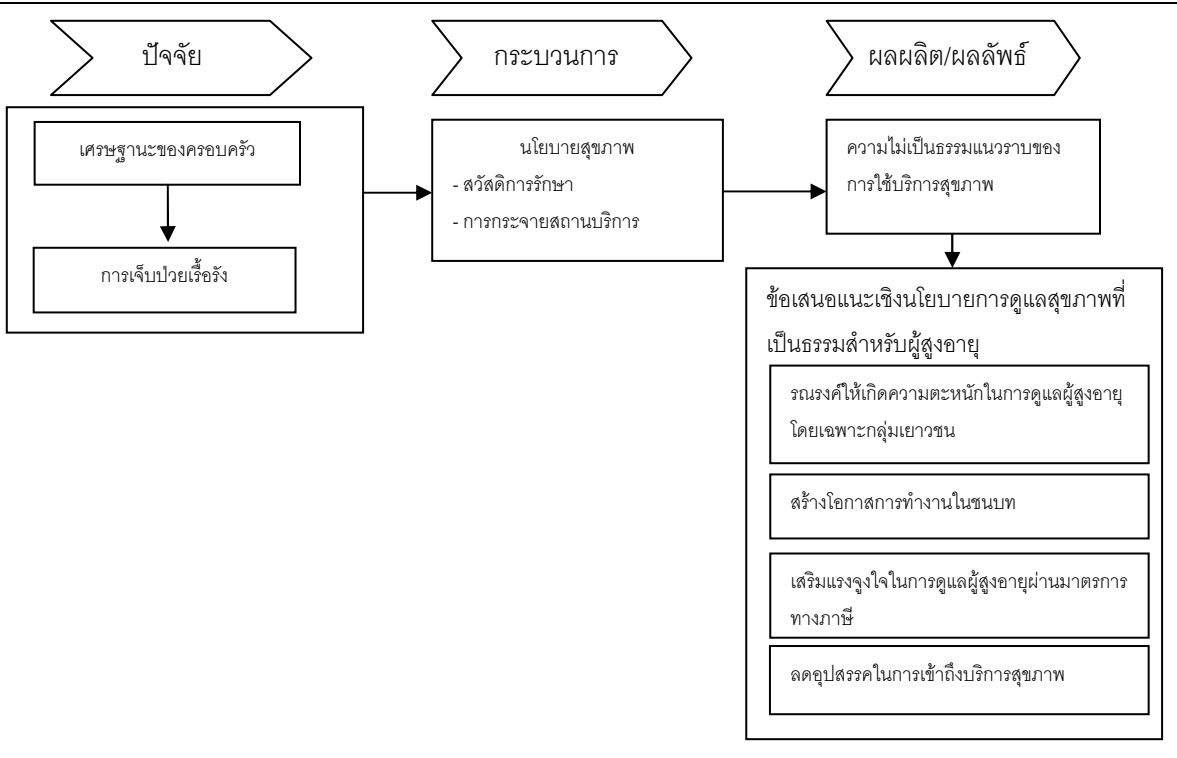 ปัจจัย
กระบวนการ
ผลผลิต/ผลลัพธ์
เศรษฐานะของครอบครัว
การเจ็บป่วยเรื้อรัง
นโยบายสุขภาพ
- สวัสดิการรักษา
- การกระจายสถานบริการ
ความไม่เป็นธรรมแนวราบของ
การใช้บริการสุขภาพ
ข้อเสนอแนะเชิงนโยบายการดูแลสุขภาพที่
เป็นธรรมสำหรับผู้สูงอายุ
รณรงค์ให้เกิดความตะหนักในการดูแลผู้สูงอายุ
โดยเฉพาะกลุ่มเยาวชน
สร้างโอกาสการทำงานในชนบท
เสริมแรงจูงใจในการดูแลผู้สูงอายุผ่านมาตรการ
ทางภาษี
ลดอุปสรรคในการเข้าถึงบริการสุขภาพ